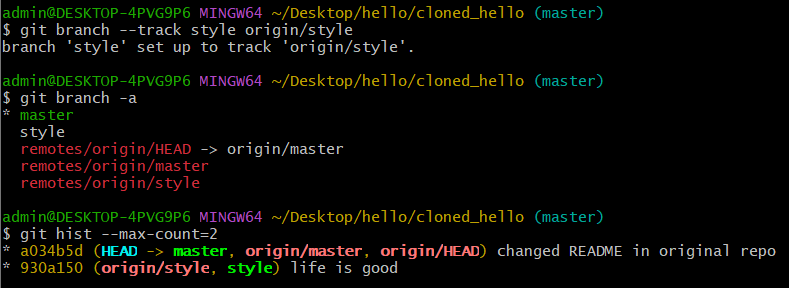 admin@DESKTOP-4PVG9P6 MINGW64 ~/Desktop/hello/cloned_hello (master)
$ git branch --track style origin/style
branch 'style' set up to track 'origin/style'.
admin@DESKTOP-4PVG9P6 MINGW64 ~/Desktop/hello/cloned_hello (master)
$ git branch -a
* master
  style
  remotes/origin/HEAD -> origin/master
  remotes/origin/master
  remotes/origin/style
admin@DESKTOP-4PVG9P6 MINGW64 ~/Desktop/hello/cloned_hello (master)
$ git hist --max-count=2
* a034b5d (HEAD -> master, origin/master, origin/HEAD) changed README in original repo
* 930a150 (origin/style, style) life is good